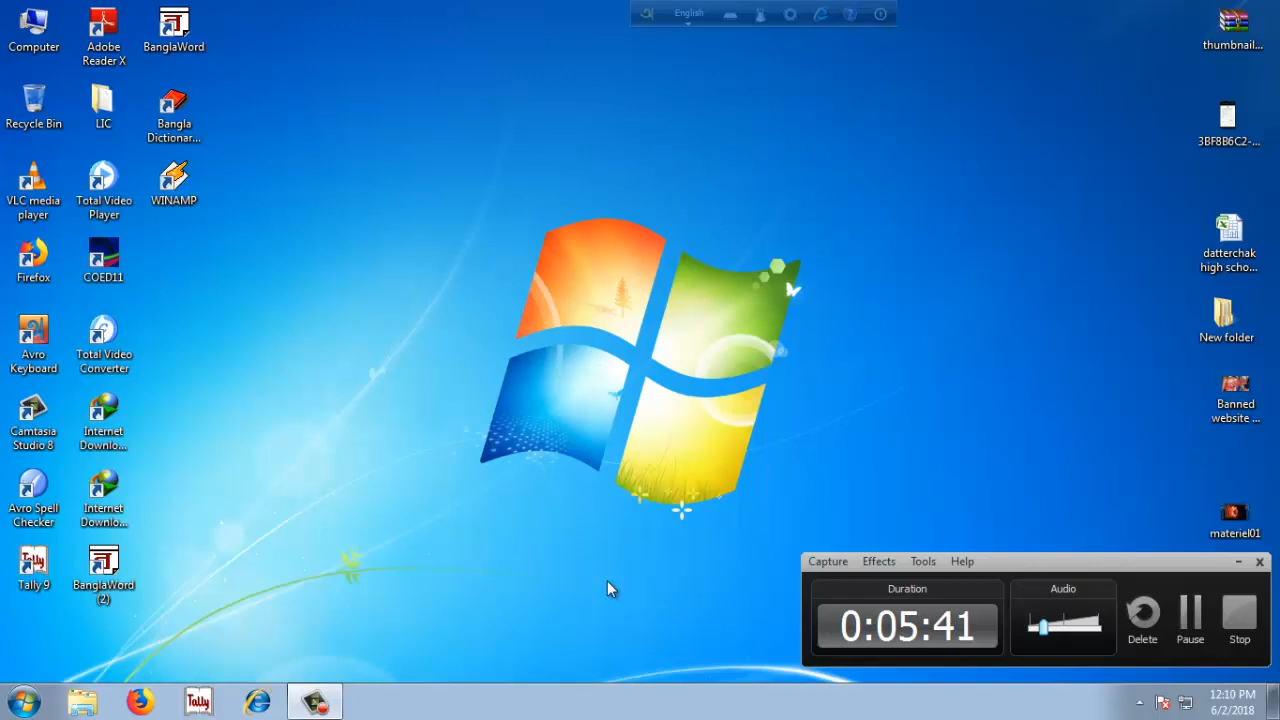 Computer
Adobe
Reader X
BanglaWord
Recycle Bin
LIC
Bangla
Dictionar...
VLC media
player
Total Video
Player
WINAMP
Firefox
COED11
Avro
Keyboard
Total Video
Converter
Camtasia
Studio 8
Internet
Downlo...
Avro Spell
Checker
Internet
Downlo...
Tally 9
BanglaWord
(2)
English
thumbnail...
3BF8B6C2-...
datterchak
high scho...
New folder
Banned
website ...
materiel01
Capture Effects Tools Help
Duration
0:05:41
Audio
Delete Pause Stop
Tally
12:10 PM
6/2/2018